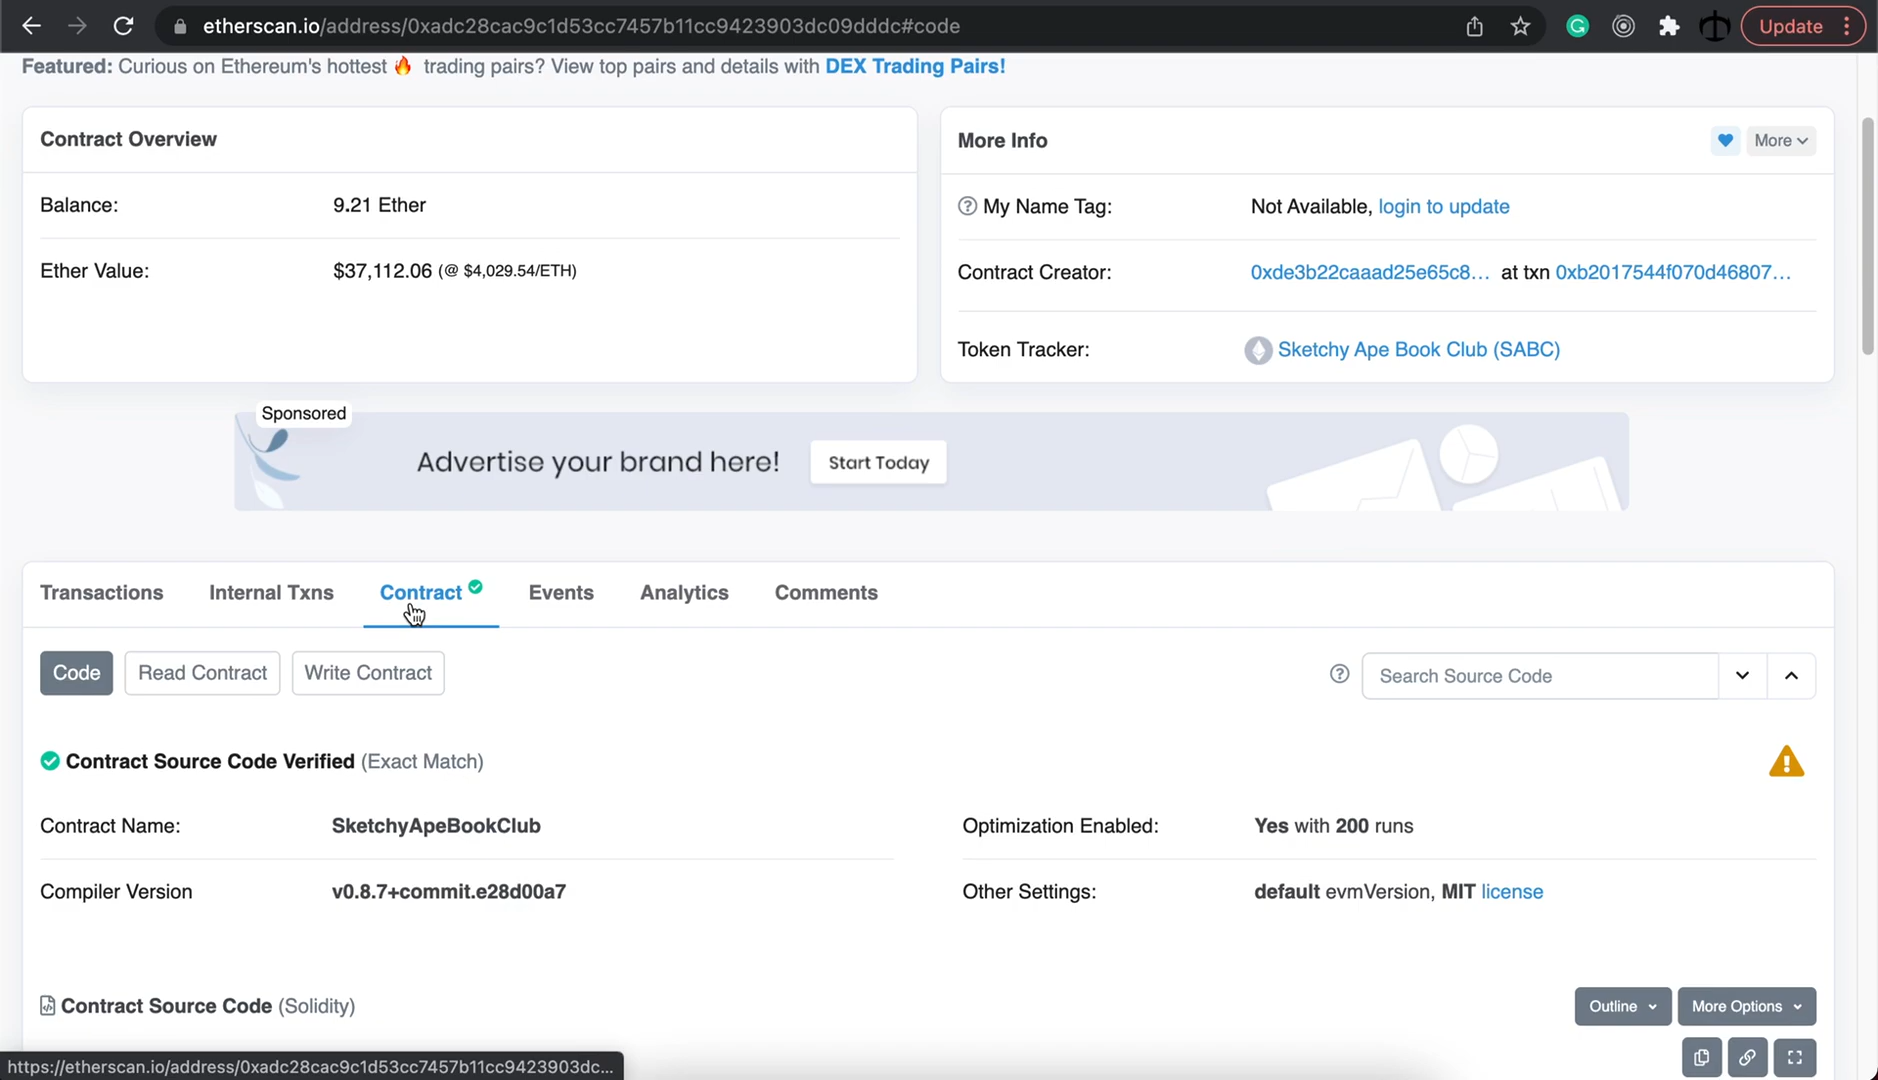 etherscan.io/address/0xadc28cac9c1d53cc7457b11cc9423903dc09dddc#code
Update
Featured: Curious on Ethereum's hottest 🔥 trading pairs? View top pairs and details with DEX Trading Pairs!
Contract Overview
Balance: 9.21 Ether
Ether Value: $37,112.06 (@ $4,029.54/ETH)
More Info
More
My Name Tag: Not Available, login to update
Contract Creator: 0xde3b22caaad25e65c8... at txn 0xb2017544f070d46807...
Token Tracker: Sketchy Ape Book Club (SABC)
Sponsored
Advertise your brand here! Start Today
Transactions Internal Txns Contract Events Analytics Comments
Code Read Contract Write Contract Search Source Code
Contract Source Code Verified (Exact Match)
Contract Name: SketchyApeBookClub
Optimization Enabled: Yes with 200 runs
Compiler Version v0.8.7+commit.e28d00a7
Other Settings: default evmVersion, MIT license
Contract Source Code (Solidity)
Outline More Options
https://etherscan.io/address/0xadc28cac9c1d53cc7457b11cc9423903dc...